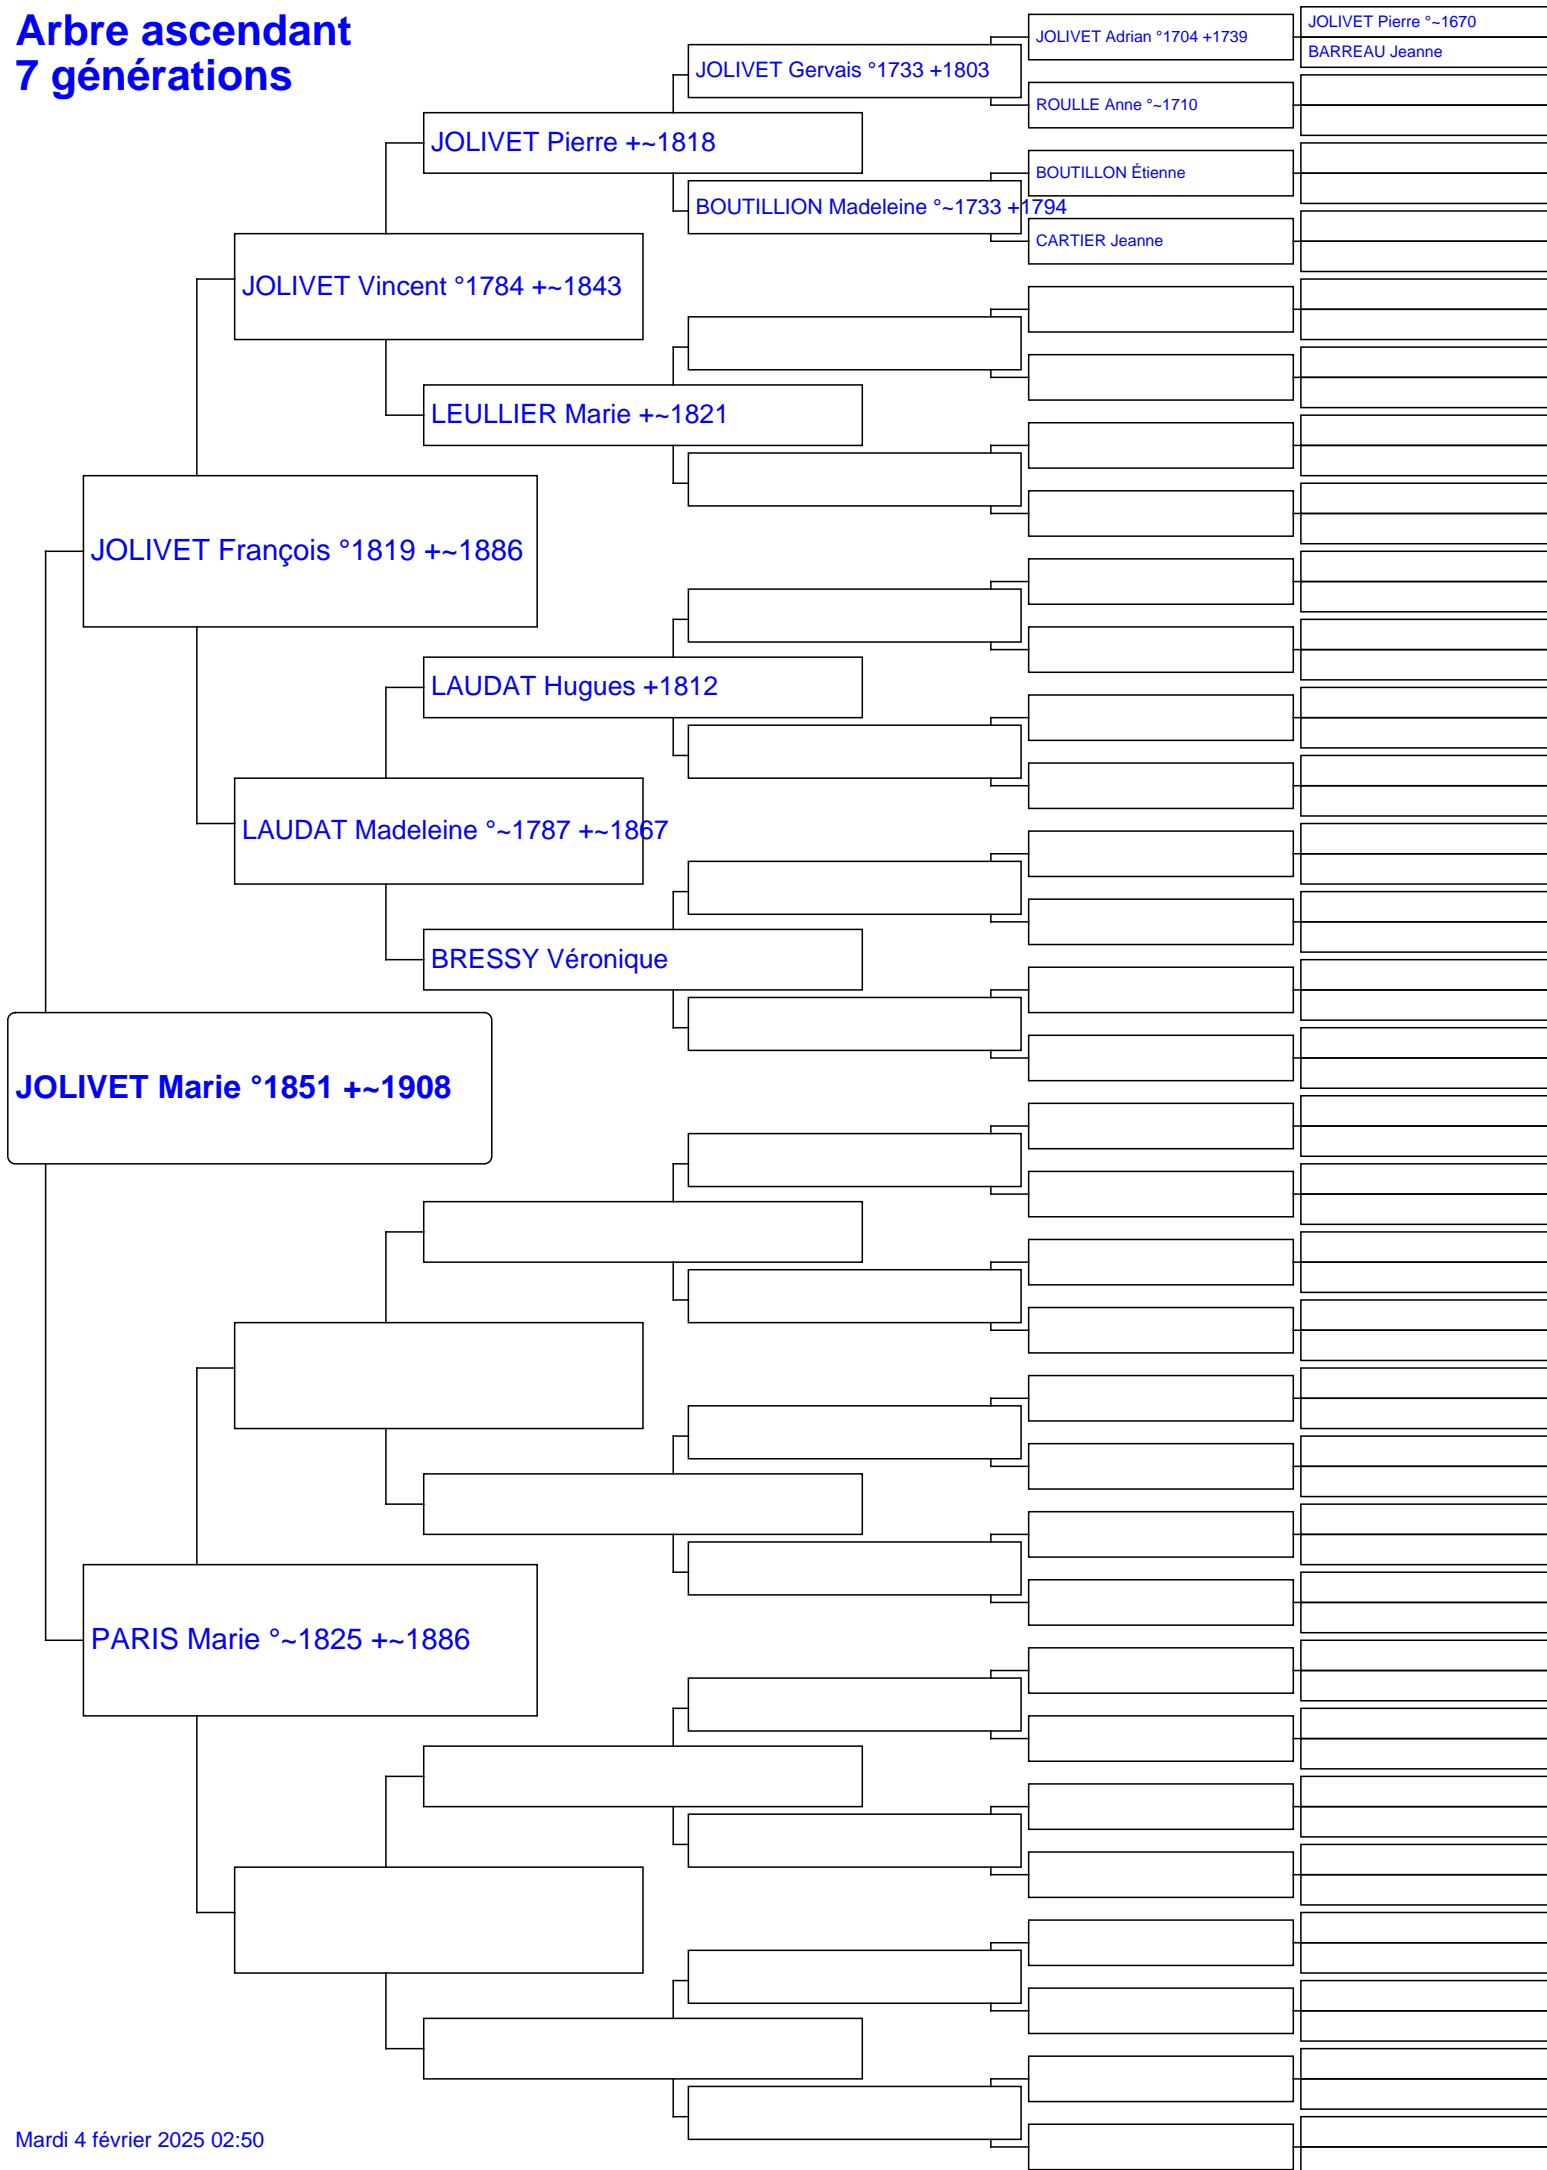 Arbre ascendant
7 générations
JOLIVET Pierre °~1670
BARREAU Jeanne
JOLIVET Adrian °1704 +1739
JOLIVET Gervais °1733 +1803
ROULLE Anne °~1710
JOLIVET Pierre +~1818
BOUTILLON Étienne
BOUTILLION Madeleine °~1733 +1794
CARTIER Jeanne
JOLIVET Vincent °1784 +~1843
LEULLIER Marie +~1821
JOLIVET François °1819 +~1886
LAUDAT Hugues +1812
LAUDAT Madeleine °~1787 +~1867
BRESSY Véronique
JOLIVET Marie °1851 +~1908
PARIS Marie °~1825 +~1886
Mardi 4 février 2025 02:50